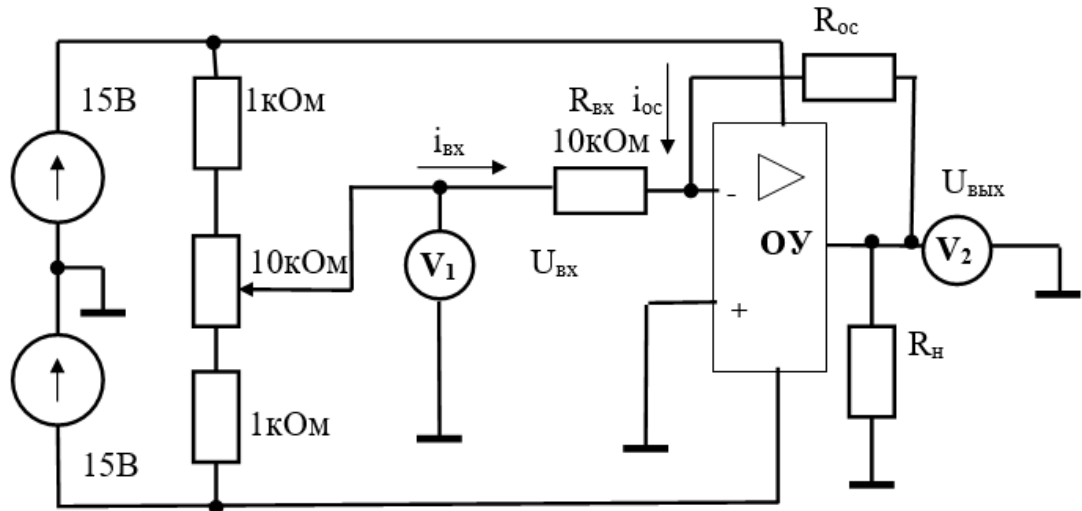 Rос
15В
1кОм
Rвх
iос
10кОм
iвх
-
Uвых
ОУ
V2
10кОм
V1
Uвх
+
Rн
1кОм
15В